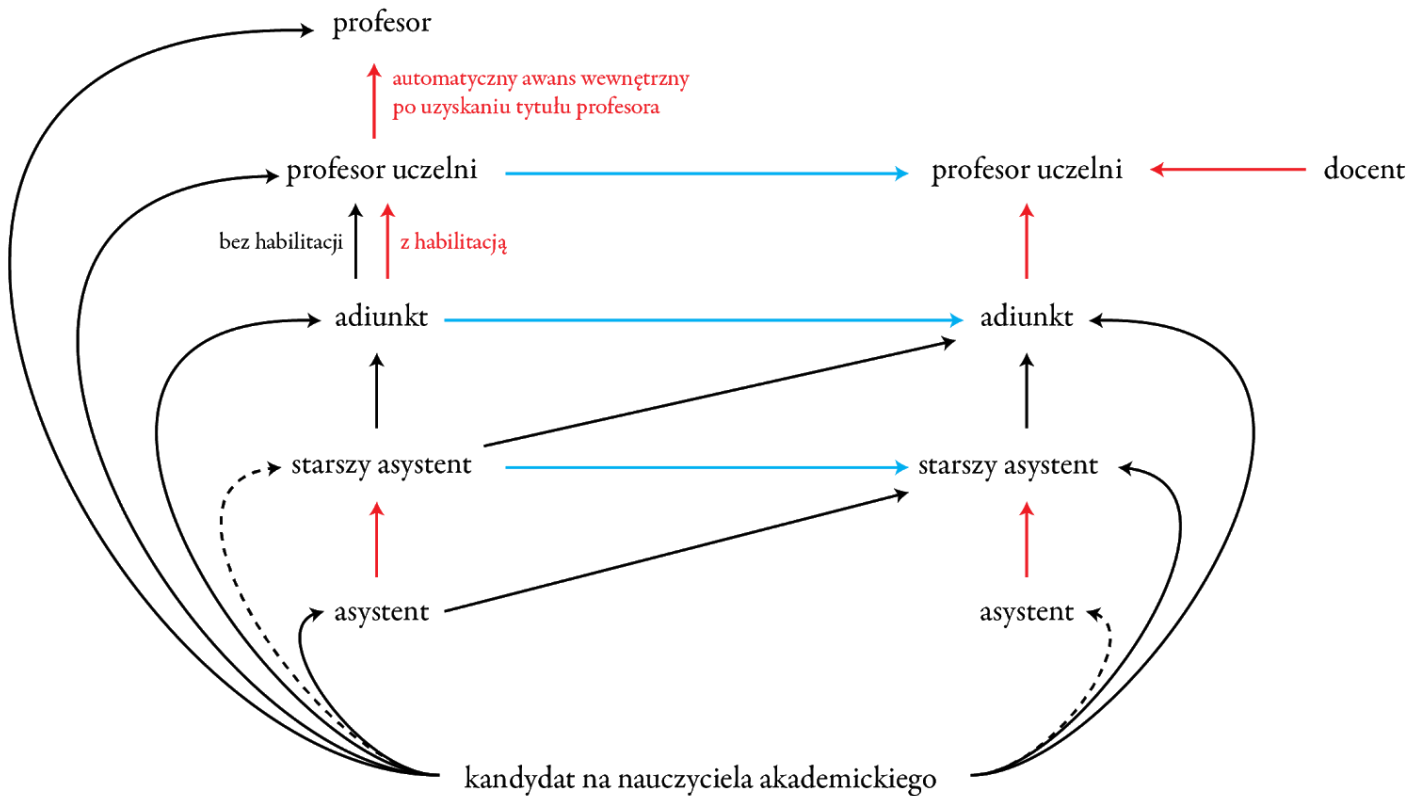 profesor
automatyczny awans wewnętrzny
po uzyskaniu tytułu profesora
profesor uczelni
profesor uczelni
docent
bez habilitacji
z habilitacją
adiunkt
adiunkt
starszy asystent
starszy asystent
asystent
asystent
kandydat na nauczyciela akademickiego